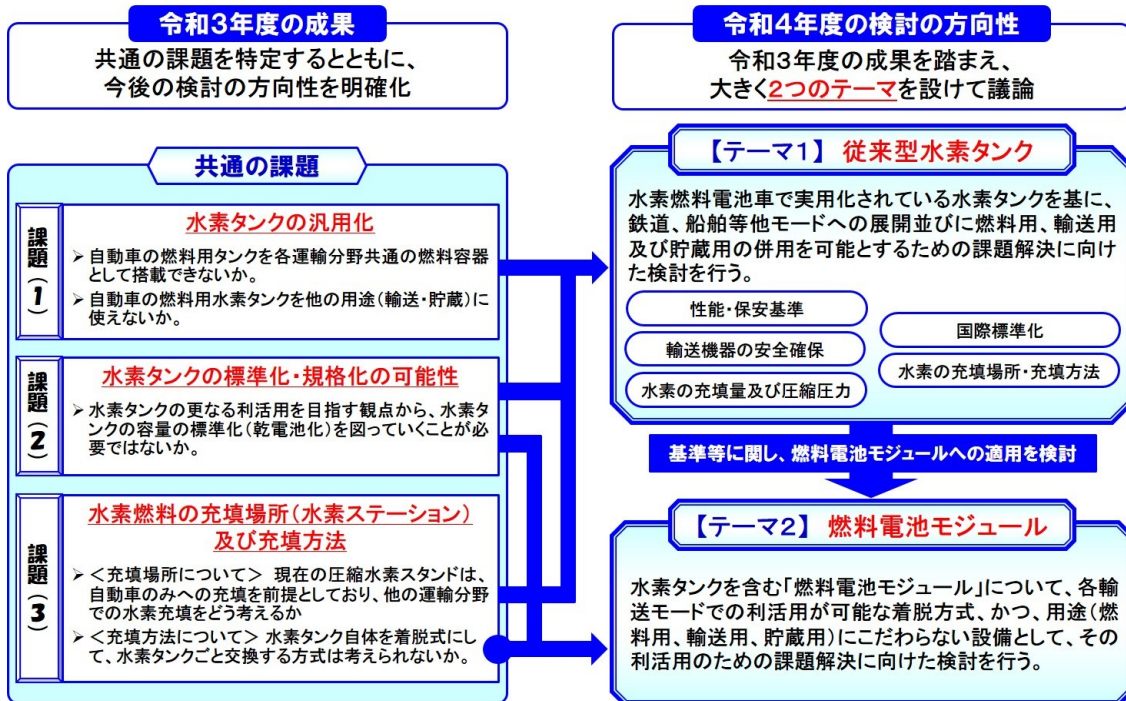 令和3年度の成果
共通の課題を特定するとともに、
今後の検討の方向性を明確化
共通の課題
課題(1)
水素タンクの汎用化
➢自動車の燃料用タンクを各運輸分野共通の燃料容器
として搭載できないか。
➢自動車の燃料用水素タンクを他の用途(輸送・貯蔵)に
使えないか。
課題(2)
水素タンクの標準化・規格化の可能性
➢水素タンクの更なる利活用を目指す観点から、水素タ
ンクの容量の標準化(乾電池化)を図っていくことが必
要ではないか。
課題(3)
水素燃料の充填場所(水素ステーション)
及び充填方法
➢<充填場所について> 現在の圧縮水素スタンドは、
自動車のみへの充填を前提としており、他の運輸分野
での水素充填をどう考えるか
➢<充填方法について> 水素タンク自体を着脱式にし
て、水素タンクごと交換する方式は考えられないか。
令和4年度の検討の方向性
令和3年度の成果を踏まえ、
大きく2つのテーマを設けて議論
【テーマ1】 従来型水素タンク
水素燃料電池車で実用化されている水素タンクを基に、
鉄道、船舶等他モードへの展開並びに燃料用、輸送用
及び貯蔵用の併用を可能とするための課題解決に向け
た検討を行う。
性能・保安基準
輸送機器の安全確保
水素の充填量及び圧縮圧力
国際標準化
水素の充填場所・充填方法
基準等に関し、燃料電池モジュールへの適用を検討
【テーマ2】 燃料電池モジュール
水素タンクを含む「燃料電池モジュール」について、各輸
送モードでの利活用が可能な着脱方式、かつ、用途(燃
料用、輸送用、貯蔵用)にこだわらない設備として、その
利活用のための課題解決に向けた検討を行う。